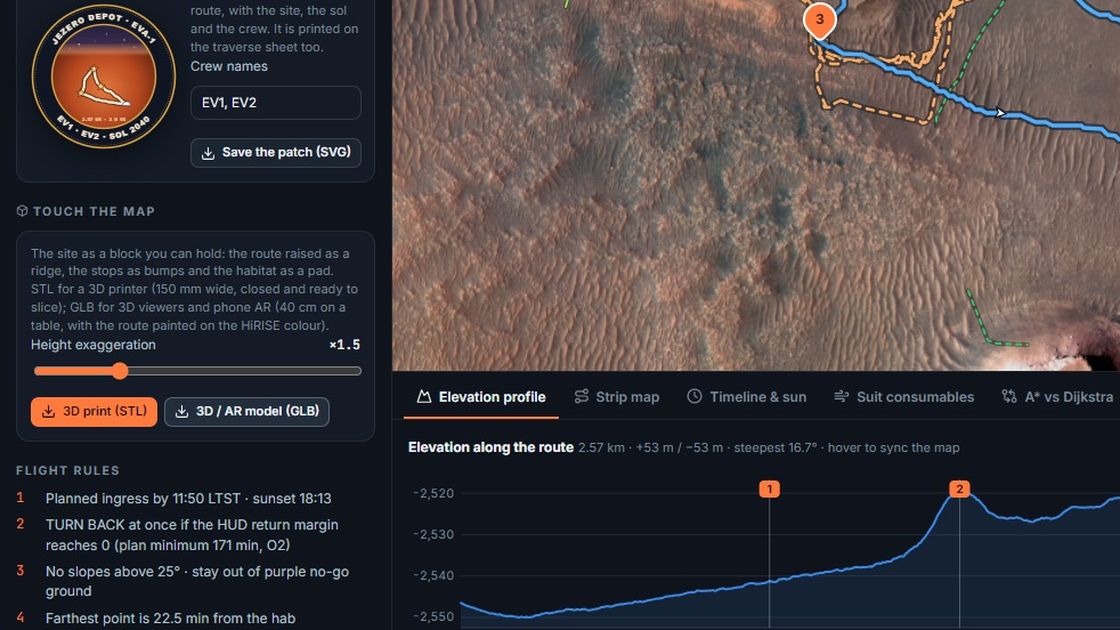 JEZERO DEPOT · EVA-1
EV1 · EV2 · SOL 2040
route, with the site, the sol
and the crew. It is printed on
the traverse sheet too.
Crew names
EV1, EV2
Save the patch (SVG)
TOUCH THE MAP
The site as a block you can hold: the route raised as a
ridge, the stops as bumps and the habitat as a pad.
STL for a 3D printer (150 mm wide, closed and ready to
slice); GLB for 3D viewers and phone AR (40 cm on a
table, with the route painted on the HiRISE colour).
Height exaggeration ×1.5
3D print (STL) 3D / AR model (GLB)
FLIGHT RULES
1 Planned ingress by 11:50 LTST · sunset 18:13
2 TURN BACK at once if the HUD return margin
reaches 0 (plan minimum 171 min, O2)
3 No slopes above 25° · stay out of purple no-go
ground
4 Farthest point is 22.5 min from the hab
3
Elevation profile Strip map Timeline & sun Suit consumables A* vs Dijkstra
Elevation along the route 2.57 km · +53 m / −53 m · steepest 16.7° · hover to sync the map
1 2
-2,520
-2,530
-2,540
-2,550